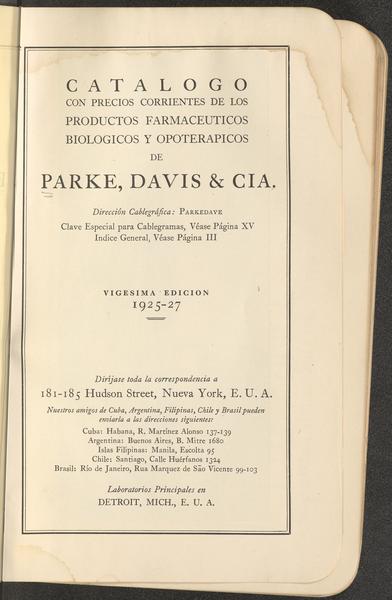 CATALOGO
CON PRECIOS CORRIENTES DE LOS
PRODUCTOS FARMACEUTICOS
BIOLOGICOS Y OPOTERAPICOS
DE
PARKE, DAVIS & CIA.
Dirección Cablegráfica: PARKEDAVE
Clave Especial para Cablegramas, Véase Página XV
Indice General, Véase Página III
VIGESIMA EDICION
1925-27
Diríjase toda la correspondencia a
181-185 Hudson Street, Nueva York, E. U. A.
Nuestros amigos de Cuba, Argentina, Filipinas, Chile y Brasil pueden
enviarla a las direcciones siguientes:
Cuba: Habana, R. Martínez Alonso 137-139
Argentina: Buenos Aires, B. Mitre 1680
Islas Filipinas: Manila, Escolta 95
Chile: Santiago, Calle Huérfanos 1324
Brasil: Río de Janeiro, Rua Marquez de São Vicente 99-103
Laboratorios Principales en
DETROIT, MICH., E. U. A.